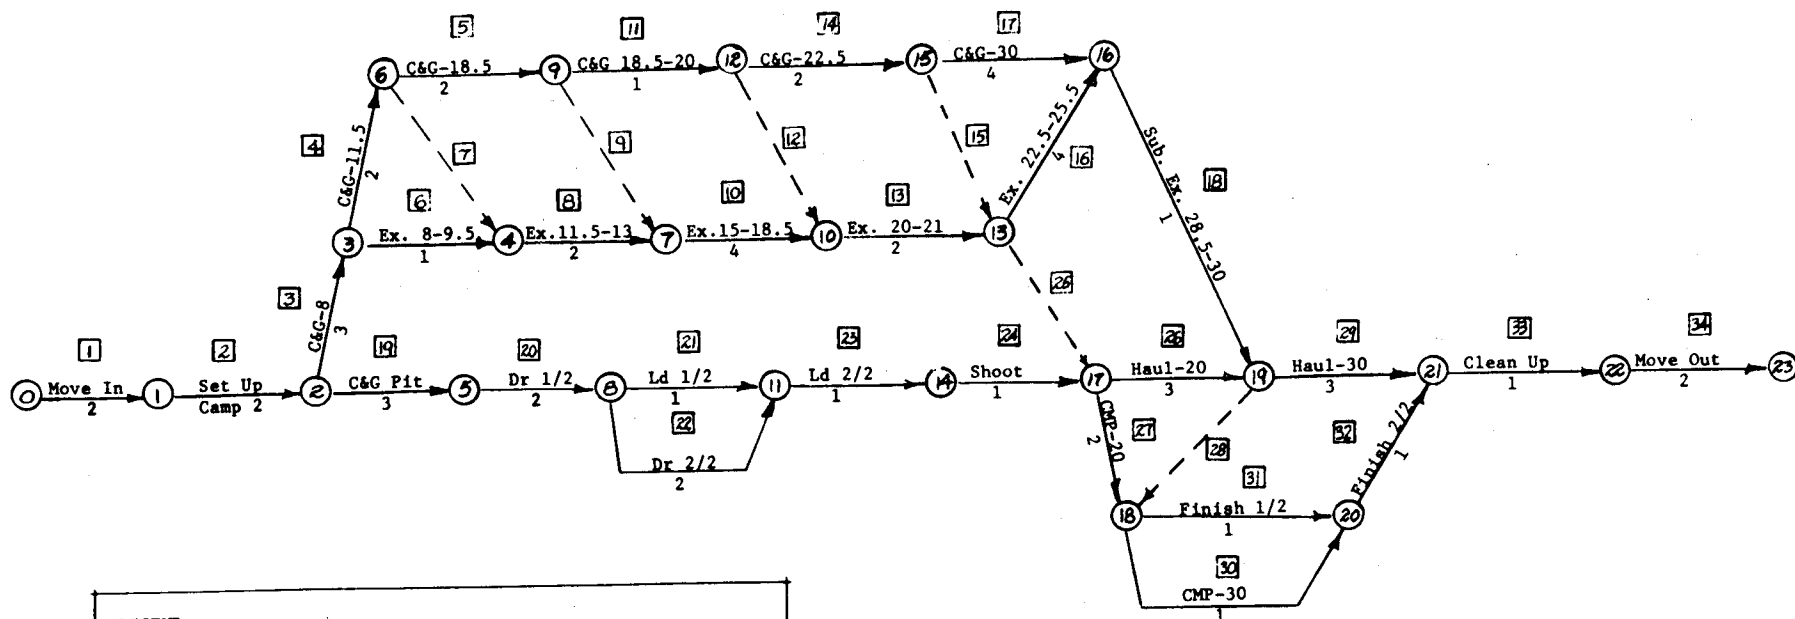 5
11
14
17
6
C&G-18.5
2
9
C&G 18.5-20
1
12
C&G-22.5
2
15
C&G-30
4
16
4
C&G-11.5
2
7
9
12
15
Ex. 22.5-25.5
4
16
Sub. Ex. 28.5-30
1
18
6
8
10
13
3
Ex. 8-9.5
1
4
Ex.11.5-13
2
7
Ex.15-18.5
4
10
Ex. 20-21
2
13
3
C&G-8
3
25
1
2
19
20
21
23
24
26
29
33
34
0
Move In
2
1
Set Up
Camp 2
2
C&G Pit
3
5
Dr 1/2
2
8
Ld 1/2
1
11
Ld 2/2
1
14
Shoot
1
17
Haul-20
3
19
Haul-30
3
21
Clean Up
1
22
Move Out
2
23
22
Dr 2/2
2
CMP-20
2
27
28
32
Finish 2/2
1
31
18
Finish 1/2
1
20
30
CMP-30
1